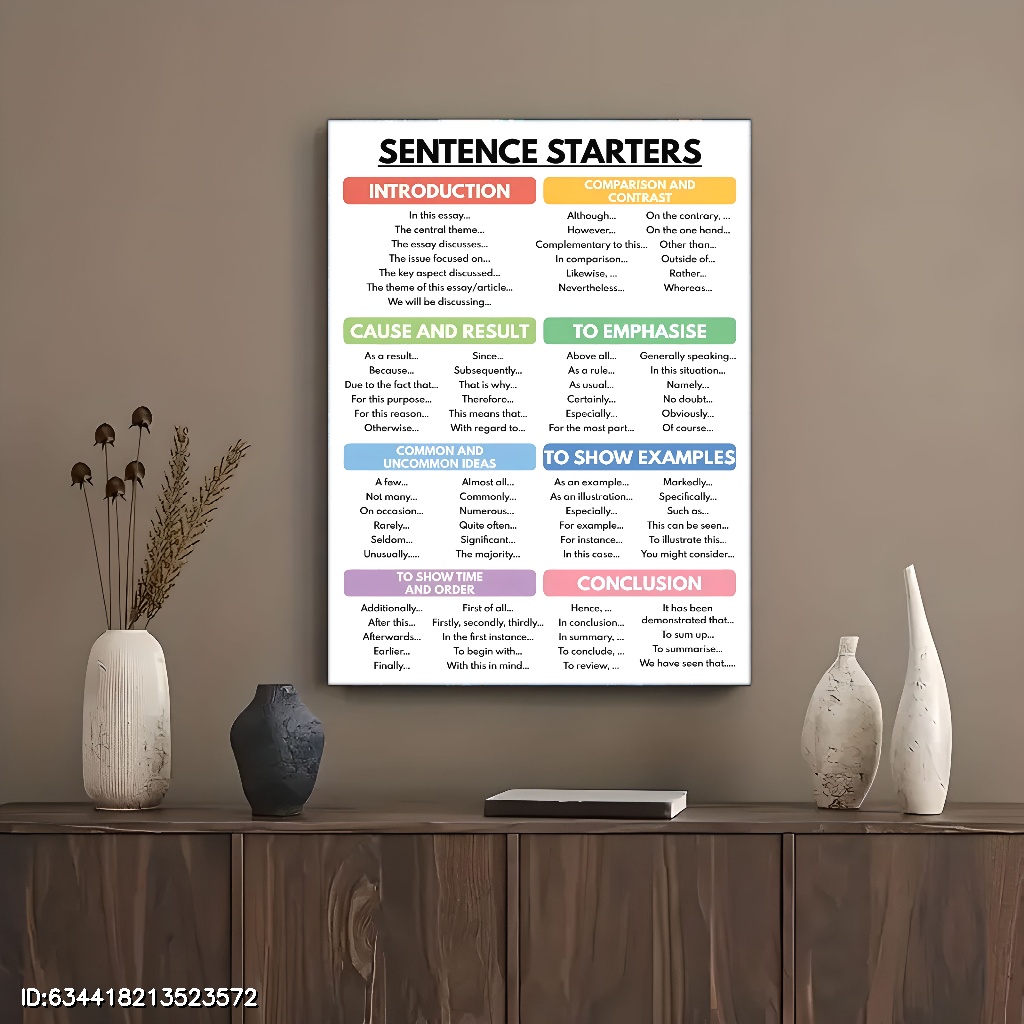 SENTENCE STARTERS
INTRODUCTION
In this essay...
The central theme...
The essay discusses...
The issue focused on...
The key aspect discussed...
The theme of this essay/article...
We will be discussing...
COMPARISON AND
CONTRAST
Although...
However...
Complementary to this...
In comparison...
Likewise, ...
Nevertheless...
On the contrary, ...
On the one hand...
Other than...
Outside of...
Rather...
Whereas...
CAUSE AND RESULT
As a result...
Because...
Due to the fact that...
For this purpose...
For this reason...
Otherwise...
Since...
Subsequently...
That is why...
Therefore...
This means that...
With regard to...
TO EMPHASISE
Above all...
As a rule...
As usual...
Certainly...
Especially...
For the most part...
Generally speaking...
In this situation...
Namely...
No doubt...
Obviously...
Of course...
COMMON AND
UNCOMMON IDEAS
A few...
Not many...
On occasion...
Rarely...
Seldom...
Unusually.....
Almost all...
Commonly...
Numerous...
Quite often...
Significant...
The majority...
TO SHOW EXAMPLES
As an example...
As an illustration...
Especially...
For example...
For instance...
In this case...
Markedly...
Specifically...
Such as...
This can be seen...
To illustrate this...
You might consider...
TO SHOW TIME
AND ORDER
Additionally...
After this...
Afterwards...
Earlier...
Finally...
First of all...
Firstly, secondly, thirdly...
In the first instance...
To begin with...
With this in mind...
CONCLUSION
Hence, ...
In conclusion...
In summary, ...
To conclude, ...
To review, ...
It has been
demonstrated that...
To sum up...
To summarise...
We have seen that.....
ID:634418213523572